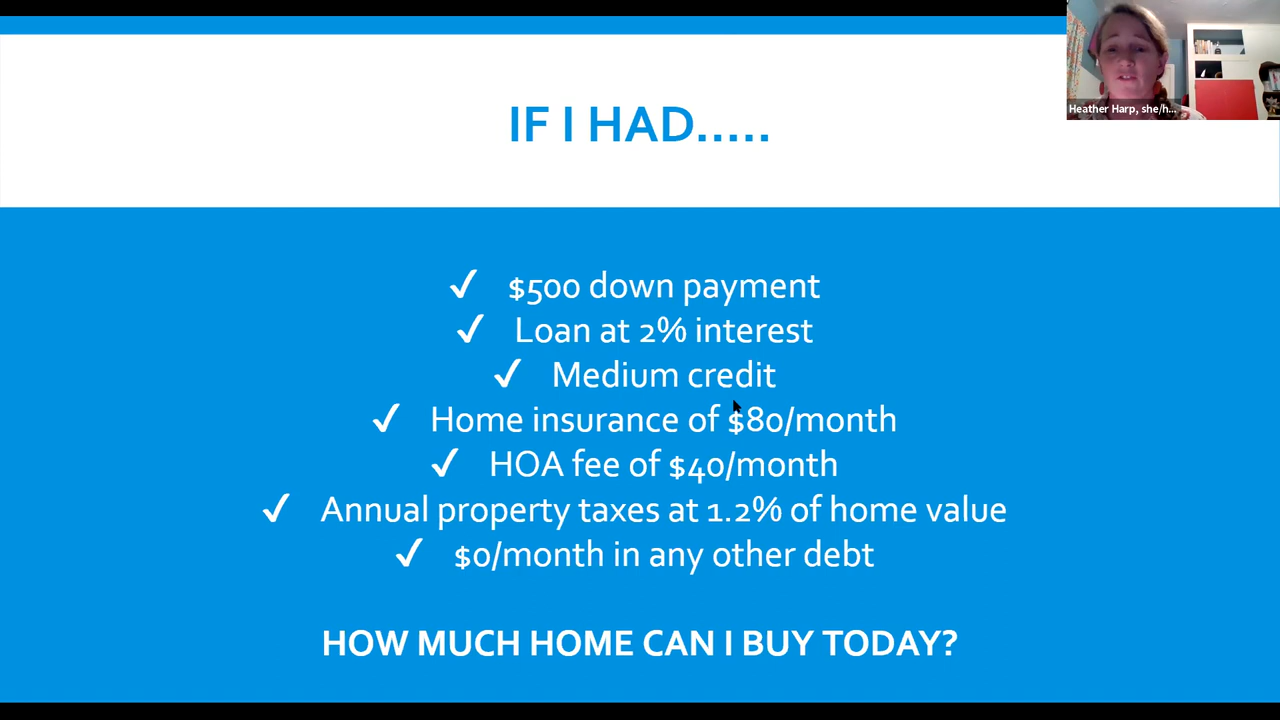 Heather Harp, she/h...
IF I HAD.....
✓ $500 down payment
✓ Loan at 2% interest
✓ Medium credit
✓ Home insurance of $80/month
✓ HOA fee of $40/month
✓ Annual property taxes at 1.2% of home value
✓ $0/month in any other debt
HOW MUCH HOME CAN I BUY TODAY?